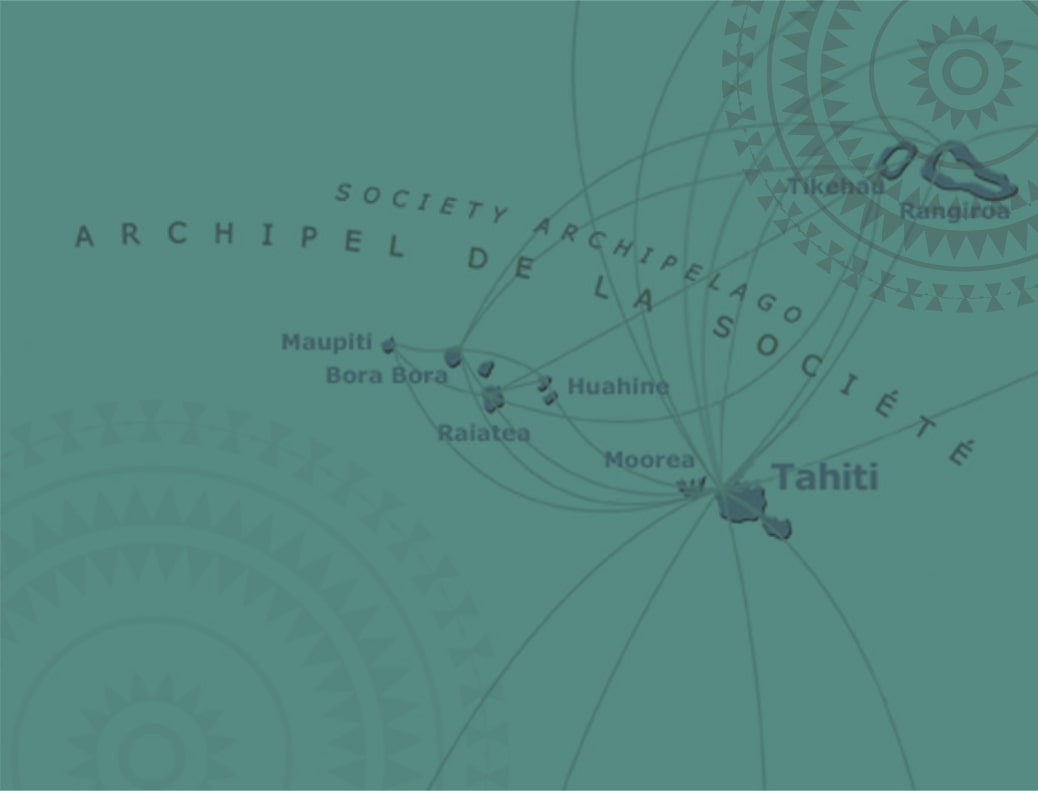 SOCIETY ARCHIPELAGO
ARCHIPEL DE LA SOCIÉTÉ
Tikehau
Rangiroa
Maupiti
Bora Bora
Huahine
Raiatea
Moorea
Tahiti